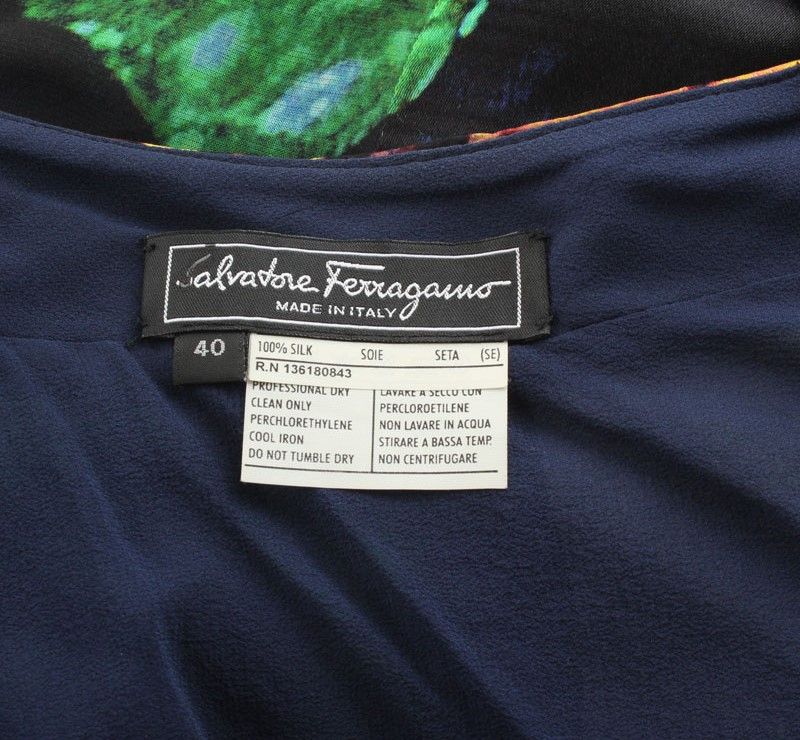 Salvatore Ferragamo
MADE IN ITALY
40
100% SILK SOIE SETA (SE)
R.N 136180843
PROFESSIONAL DRY
CLEAN ONLY
PERCHLORETHYLENE
COOL IRON
DO NOT TUMBLE DRY
LAVARE A SECCO CON
PERCLOROETILENE
NON LAVARE IN ACQUA
STIRARE A BASSA TEMP.
NON CENTRIFUGARE